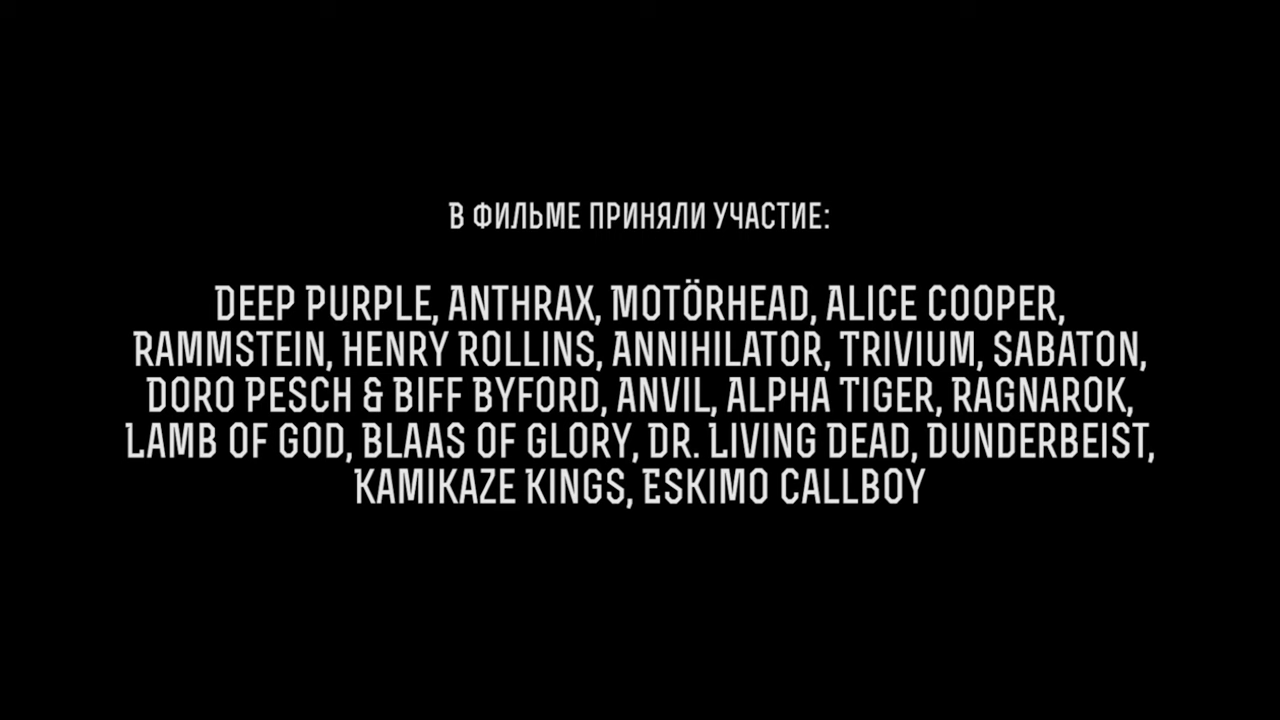 В ФИЛЬМЕ ПРИНЯЛИ УЧАСТИЕ:
DEEP PURPLE, ANTHRAX, MOTÖRHEAD, ALICE COOPER,
RAMMSTEIN, HENRY ROLLINS, ANNIHILATOR, TRIVIUM, SABATON,
DORO PESCH & BIFF BYFORD, ANVIL, ALPHA TIGER, RAGNAROK,
LAMB OF GOD, BLAAS OF GLORY, DR. LIVING DEAD, DUNDERBEIST,
KAMIKAZE KINGS, ESKIMO CALLBOY